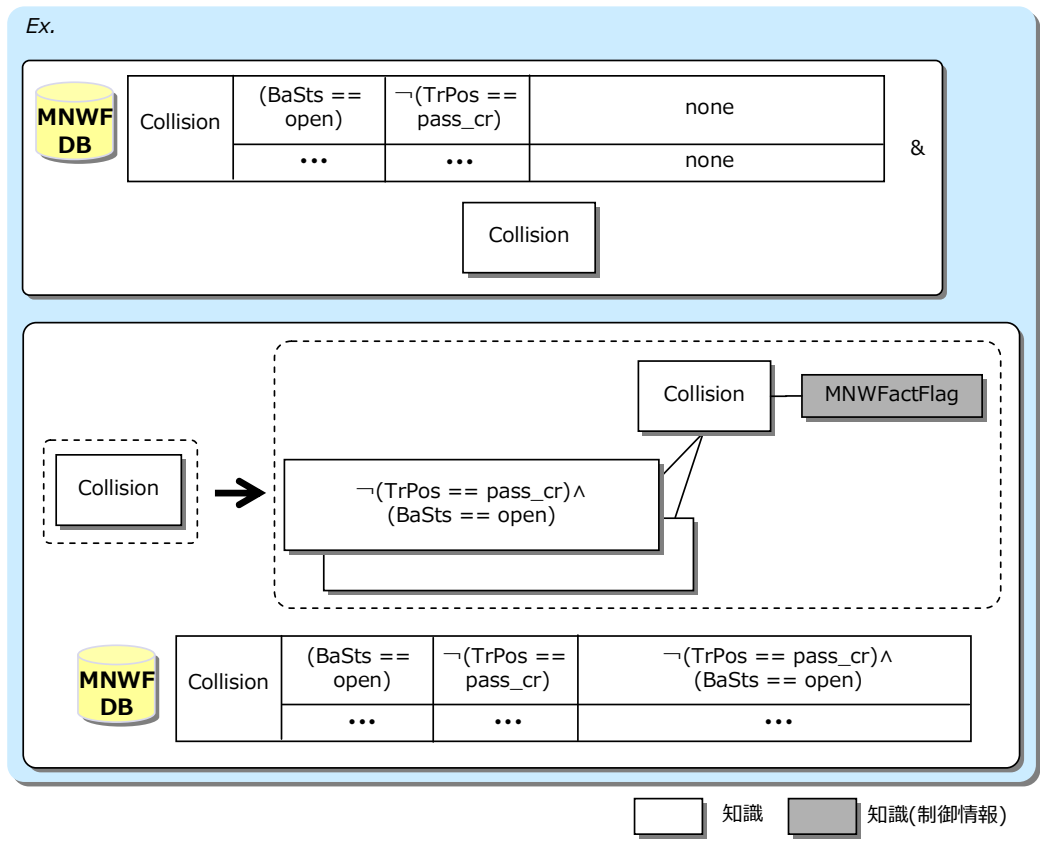 Ex.
MNWF
DB
Collision
(BaSts ==
open)
¬(TrPos ==
pass_cr)
none
•••
•••
none
&
Collision
Collision
Collision
MNWFactFlag
¬(TrPos == pass_cr)∧
(BaSts == open)
MNWF
DB
Collision
(BaSts ==
open)
¬(TrPos ==
pass_cr)
¬(TrPos == pass_cr)∧
(BaSts == open)
•••
•••
•••
知識
知識(制御情報)